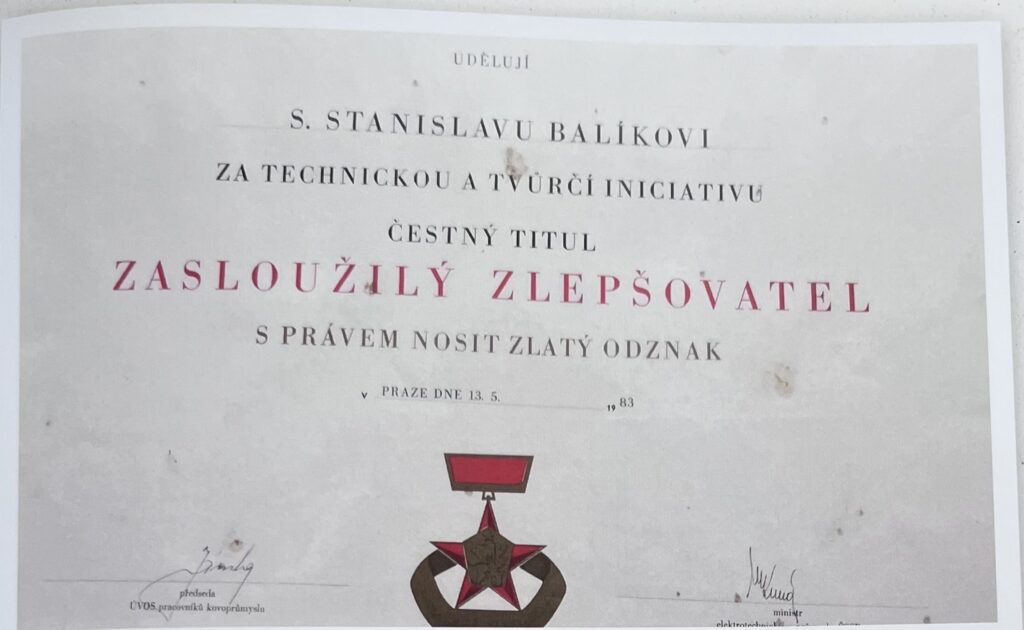 UDĚLUJÍ
S. STANISLAVU BALÍKOVI
ZA TECHNICKOU A TVŮRČÍ INICIATIVU
ČESTNÝ TITUL
ZASLOUŽILÝ ZLEPŠOVATEL
S PRÁVEM NOSIT ZLATÝ ODZNAK
V PRAZE DNE 13. 5. 1983
předseda
ÚVOS pracovníků kovoprůmyslu
ministr